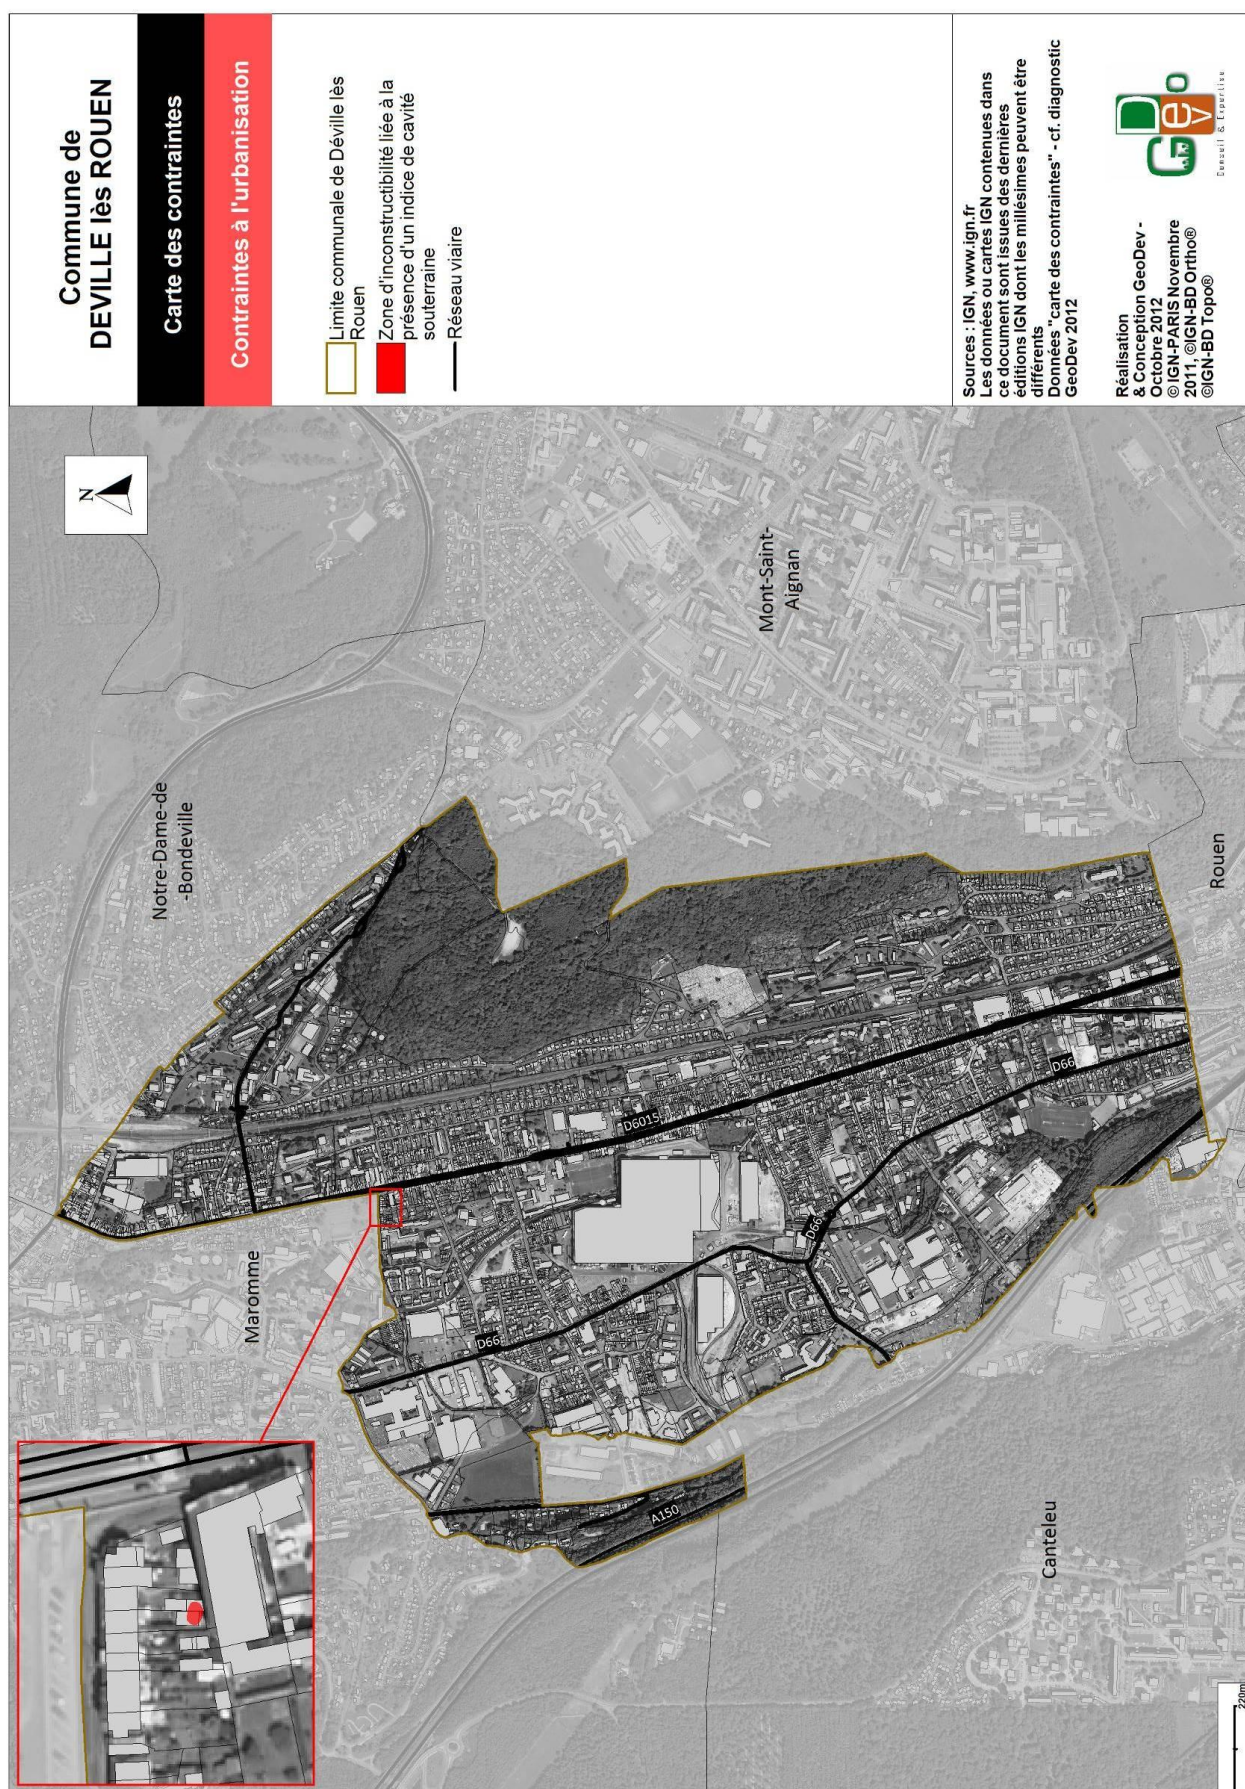 Commune de
DEVILLE lès ROUEN
Carte des contraintes
Contraintes à l'urbanisation
Limite communale de Déville lès
Rouen
Zone d'inconstructibilité liée à la
présence d'un indice de cavité
souterraine
Réseau viaire
Sources : IGN, www.ign.fr
Les données ou cartes IGN contenues dans
ce document sont issues des dernières
éditions IGN dont les millésimes peuvent être
différents
Données "carte des contraintes" - cf. diagnostic
GeoDev 2012
Réalisation
& Conception GeoDev -
Octobre 2012
©IGN-PARIS Novembre
2011, ©IGN-BD Ortho®
©IGN-BD Topo®
GeoDev
Conseil & Expertise
N
Notre-Dame-de
-Bondeville
Mont-Saint-
Aignan
Maromme
Rouen
Canteleu
D6015
D66
D66
D66
A150
220m